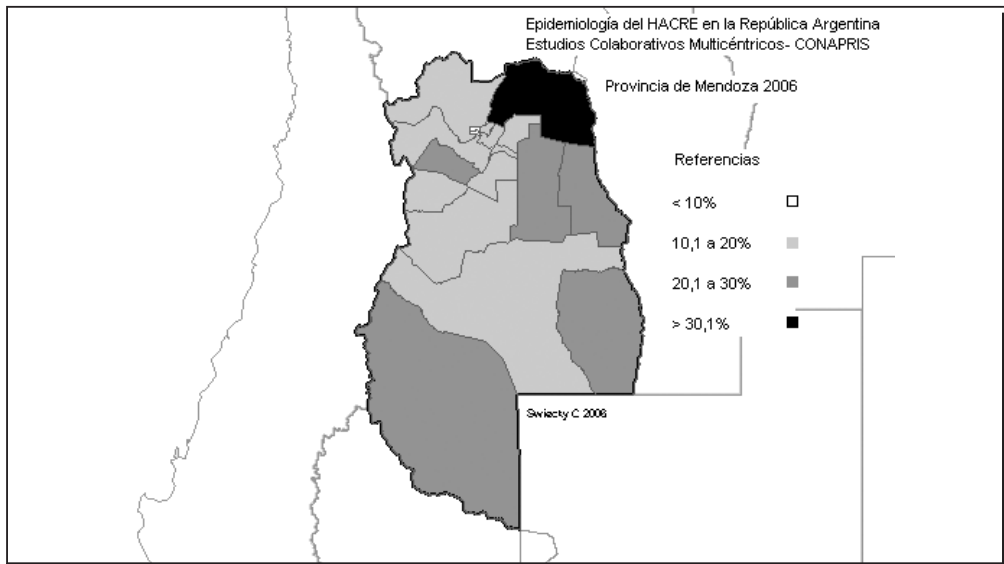 Epidemiología del HACRE en la República Argentina
Estudios Colaborativos Multicéntricos- CONAPRIS
Provincia de Mendoza 2006
Referencias
< 10%
10,1 a 20%
20,1 a 30%
> 30,1%
Swiecty C 2006